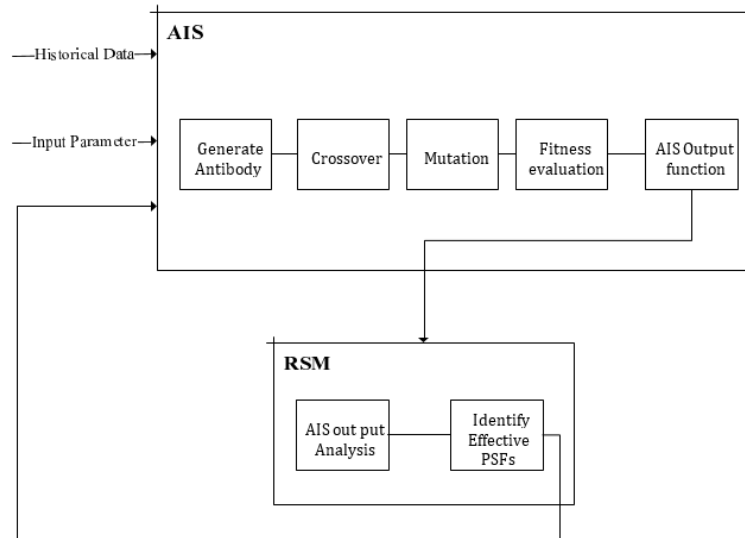 AIS
Historical Data
Input Parameter
Generate
Antibody
Crossover
Mutation
Fitness
evaluation
AIS Output
function
RSM
AIS out put
Analysis
Identify
Effective
PSFs